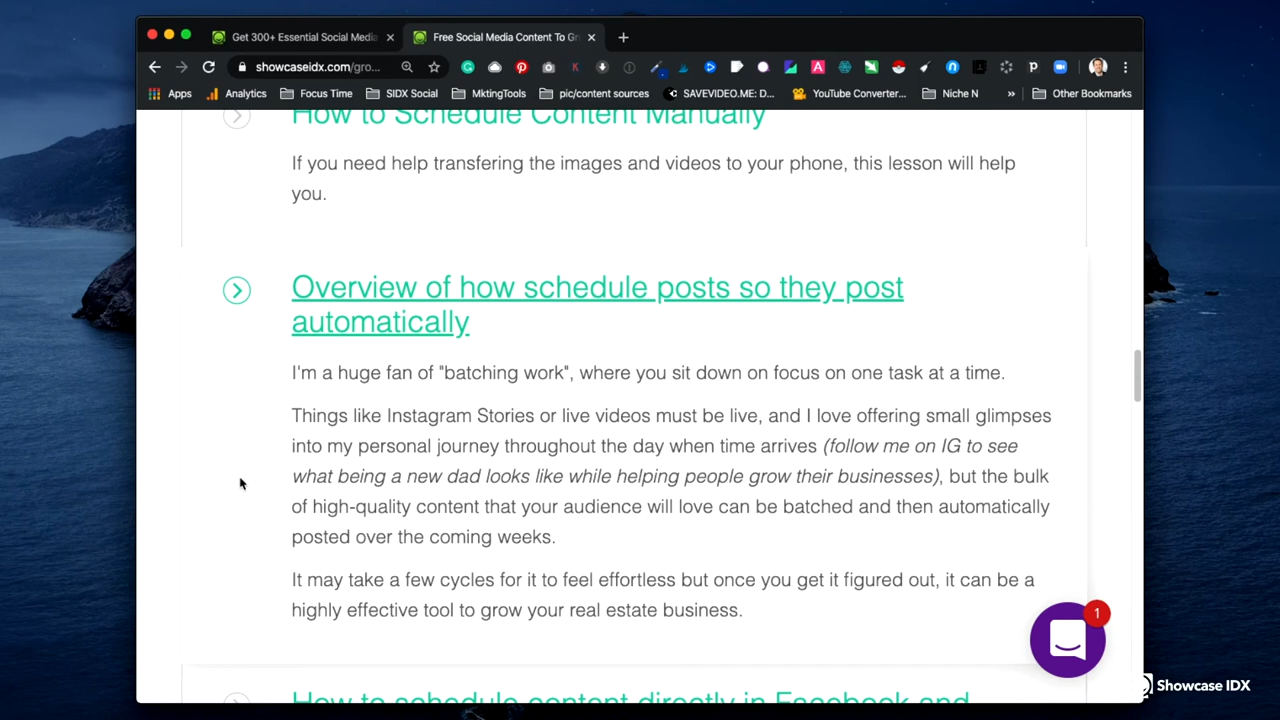 Get 300+ Essential Social Media
Free Social Media Content To Gr
showcaseidx.com/gro...
Apps
Analytics
Focus Time
SIDX Social
MktingTools
pic/content sources
SAVEVIDEO.ME: D...
YouTube Converter...
Niche N
»
Other Bookmarks
How to Schedule Content Manually
If you need help transfering the images and videos to your phone, this lesson will help
you.
Overview of how schedule posts so they post
automatically
I'm a huge fan of "batching work", where you sit down on focus on one task at a time.
Things like Instagram Stories or live videos must be live, and I love offering small glimpses
into my personal journey throughout the day when time arrives (follow me on IG to see
what being a new dad looks like while helping people grow their businesses), but the bulk
of high-quality content that your audience will love can be batched and then automatically
posted over the coming weeks.
It may take a few cycles for it to feel effortless but once you get it figured out, it can be a
highly effective tool to grow your real estate business.
1
How to schedule content directly in Facebook and
Showcase IDX